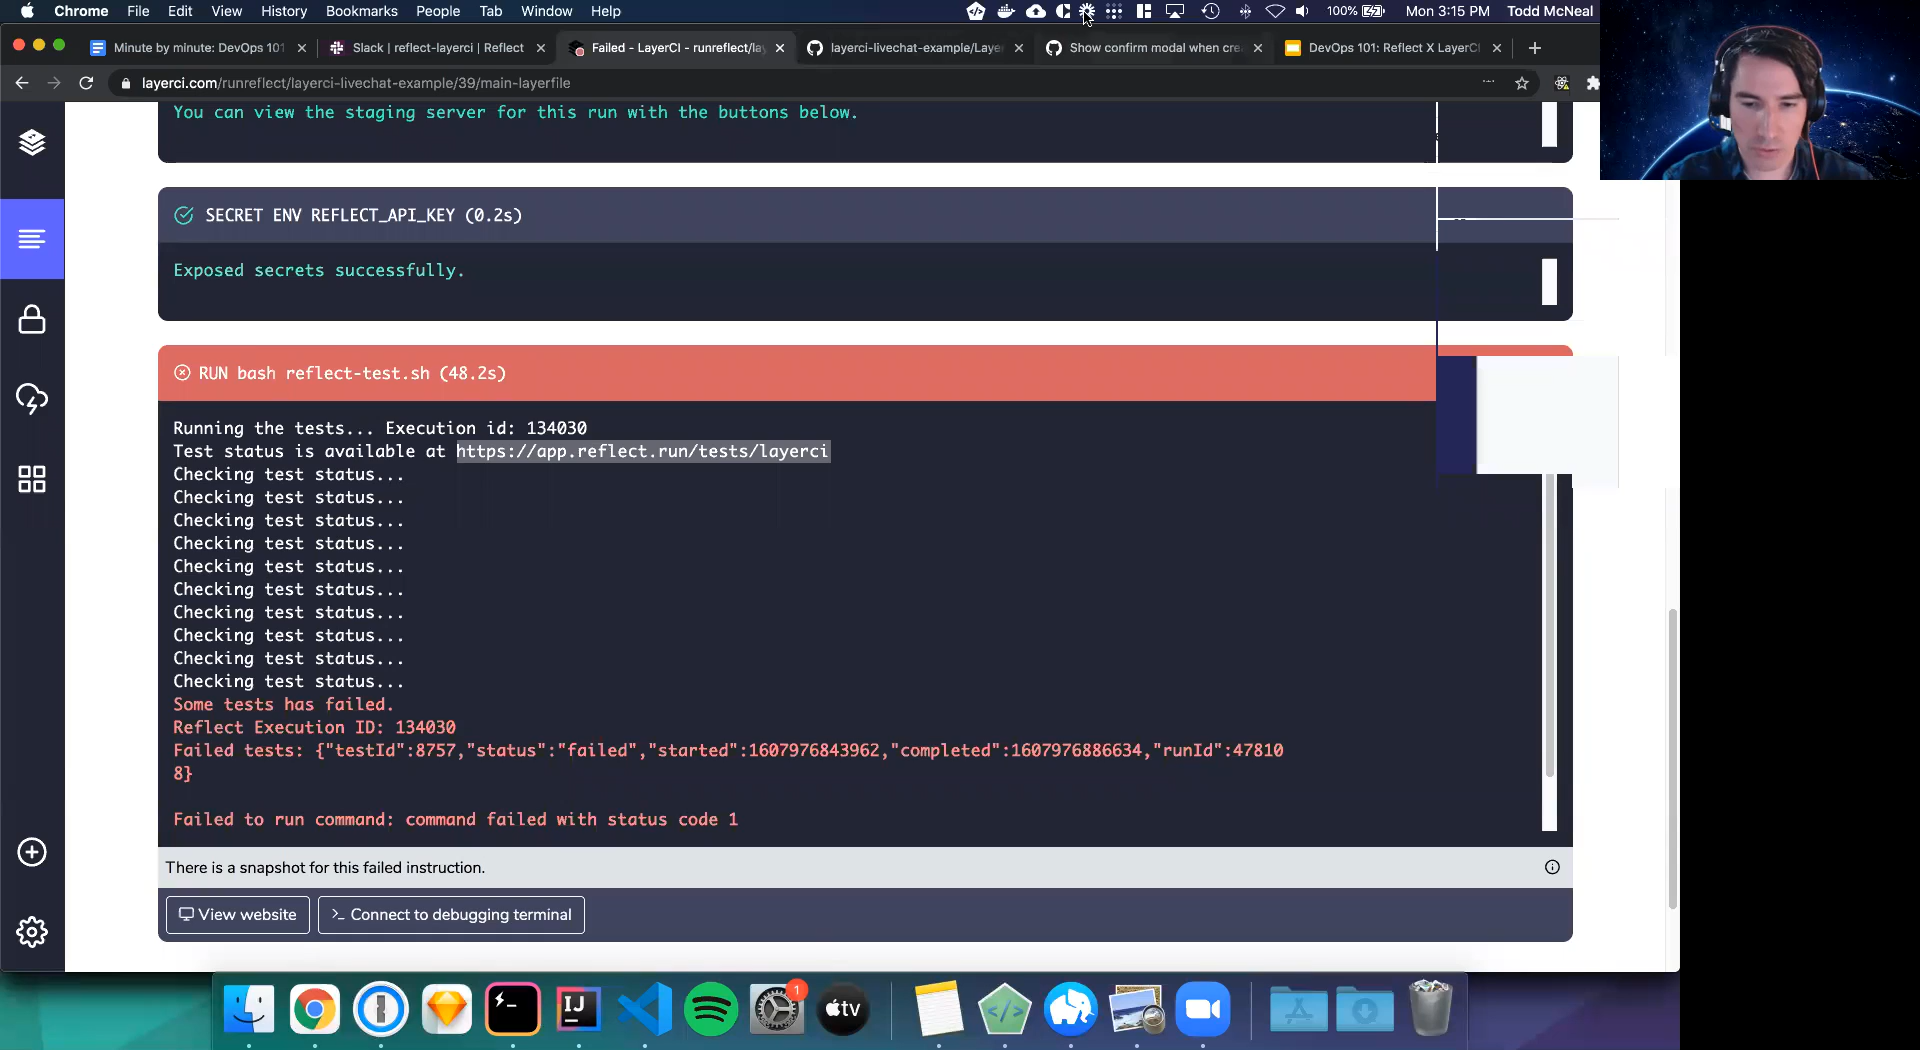 Chrome File Edit View History Bookmarks People Tab Window Help 100% Mon 3:15 PM Todd McNeal
Minute by minute: DevOps 101 Slack | reflect-layerci | Reflect Failed - LayerCI - runreflect/la layerci-livechat-example/Laye Show confirm modal when cre DevOps 101: Reflect X LayerCI
layerci.com/runreflect/layerci-livechat-example/39/main-layerfile
You can view the staging server for this run with the buttons below.
SECRET ENV REFLECT_API_KEY (0.2s)
Exposed secrets successfully.
RUN bash reflect-test.sh (48.2s)
Running the tests... Execution id: 134030
Test status is available at https://app.reflect.run/tests/layerci
Checking test status...
Checking test status...
Checking test status...
Checking test status...
Checking test status...
Checking test status...
Checking test status...
Checking test status...
Checking test status...
Checking test status...
Some tests has failed.
Reflect Execution ID: 134030
Failed tests: {"testId":8757,"status":"failed","started":1607976843962,"completed":1607976886634,"runId":47810
8}
Failed to run command: command failed with status code 1
There is a snapshot for this failed instruction.
View website >_ Connect to debugging terminal
IJ 1 tv